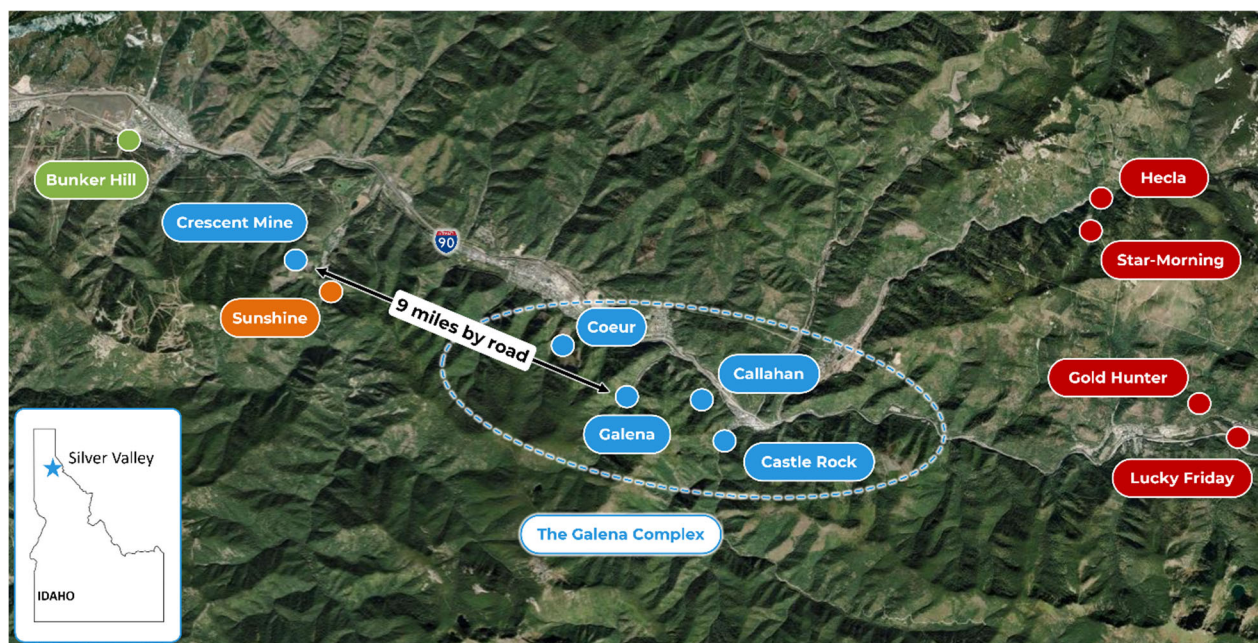 Bunker Hill
Crescent Mine
Sunshine
90
9 miles by road
Coeur
Callahan
Galena
Castle Rock
The Galena Complex
Hecla
Star-Morning
Gold Hunter
Lucky Friday
Silver Valley
IDAHO